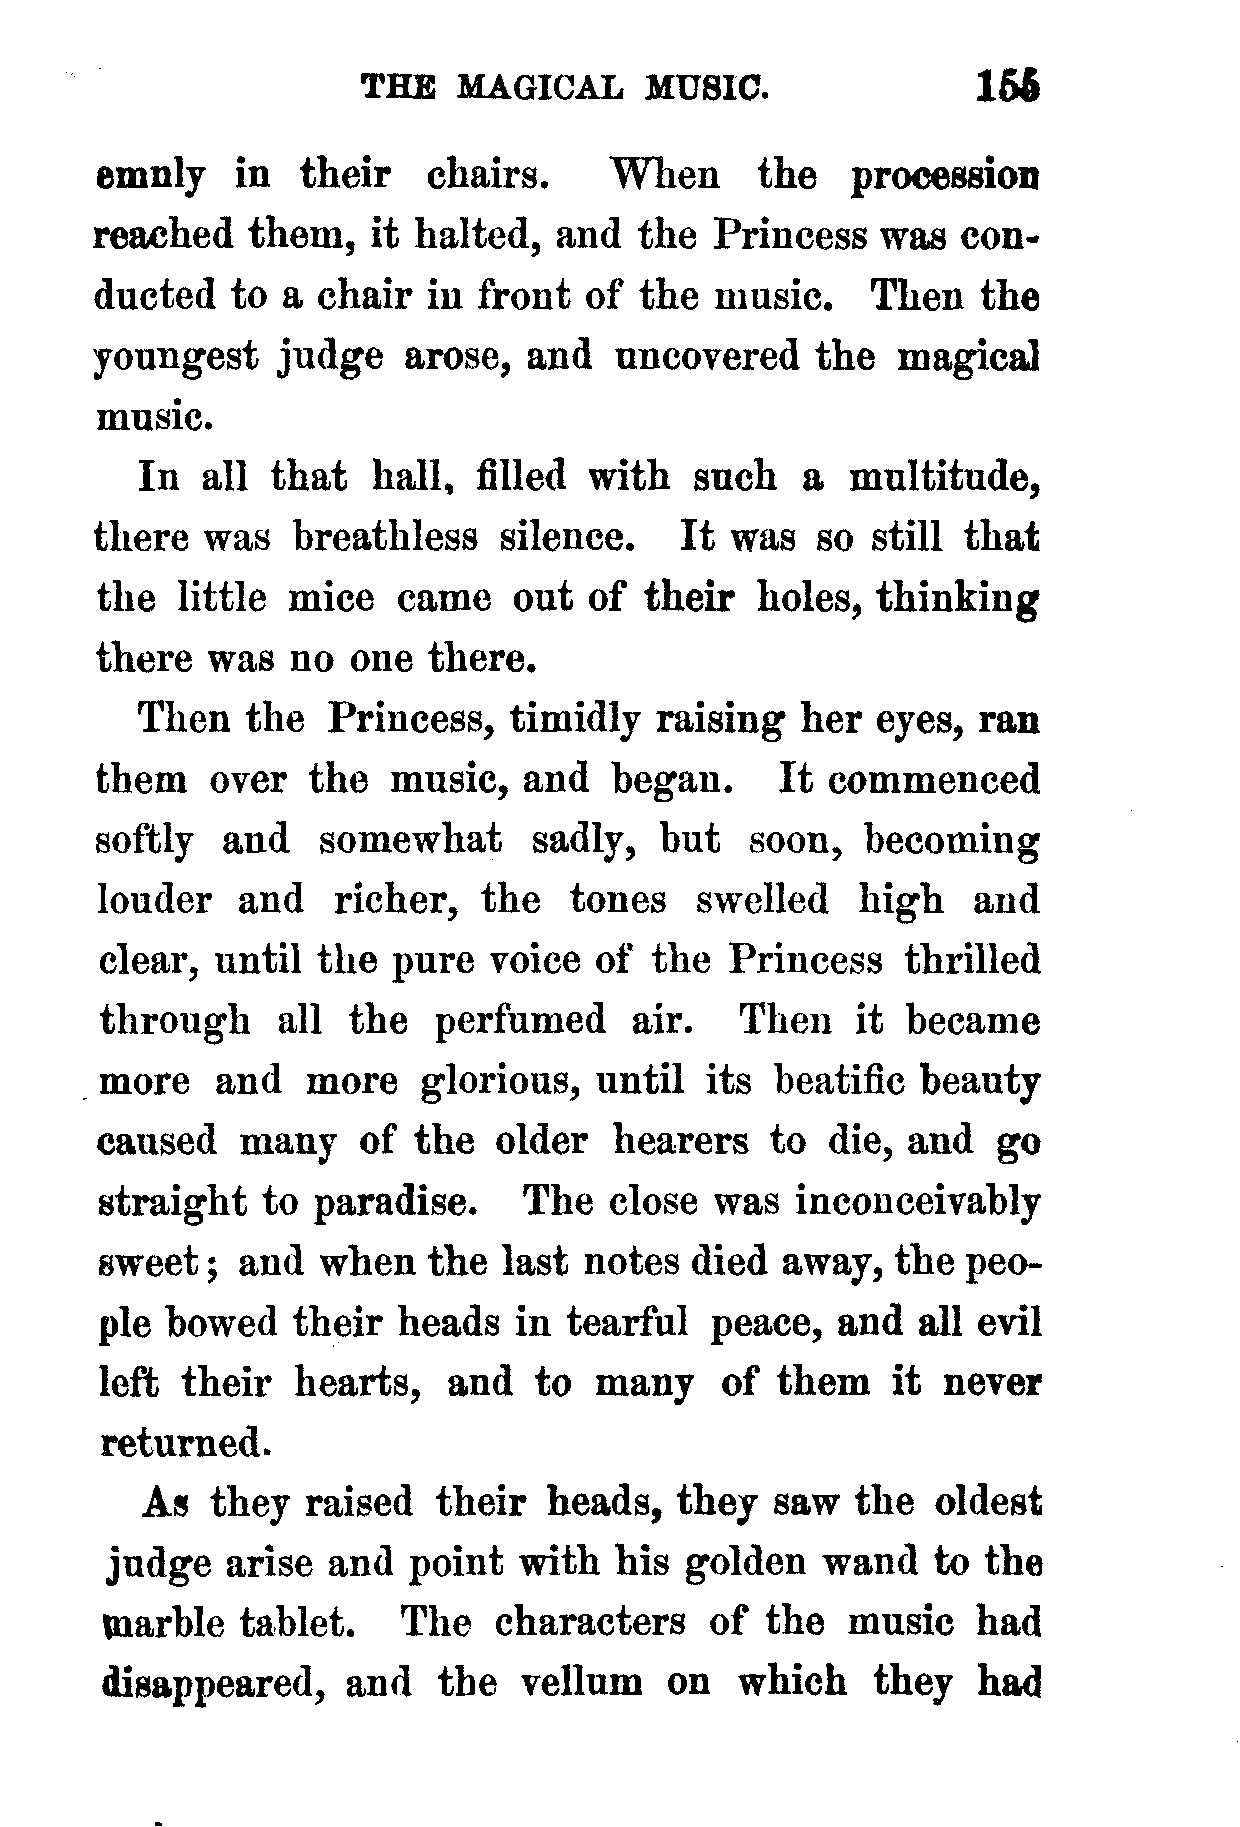 THE MAGICAL MUSIC. 155
emnly in their chairs. When the procession
reached them, it halted, and the Princess was con-
ducted to a chair in front of the music. Then the
youngest judge arose, and uncovered the magical
music.
In all that hall, filled with such a multitude,
there was breathless silence. It was so still that
the little mice came out of their holes, thinking
there was no one there.
Then the Princess, timidly raising her eyes, ran
them over the music, and began. It commenced
softly and somewhat sadly, but soon, becoming
louder and richer, the tones swelled high and
clear, until the pure voice of the Princess thrilled
through all the perfumed air. Then it became
more and more glorious, until its beatific beauty
caused many of the older hearers to die, and go
straight to paradise. The close was inconceivably
sweet; and when the last notes died away, the peo-
ple bowed their heads in tearful peace, and all evil
left their hearts, and to many of them it never
returned.
As they raised their heads, they saw the oldest
judge arise and point with his golden wand to the
marble tablet. The characters of the music had
disappeared, and the vellum on which they had